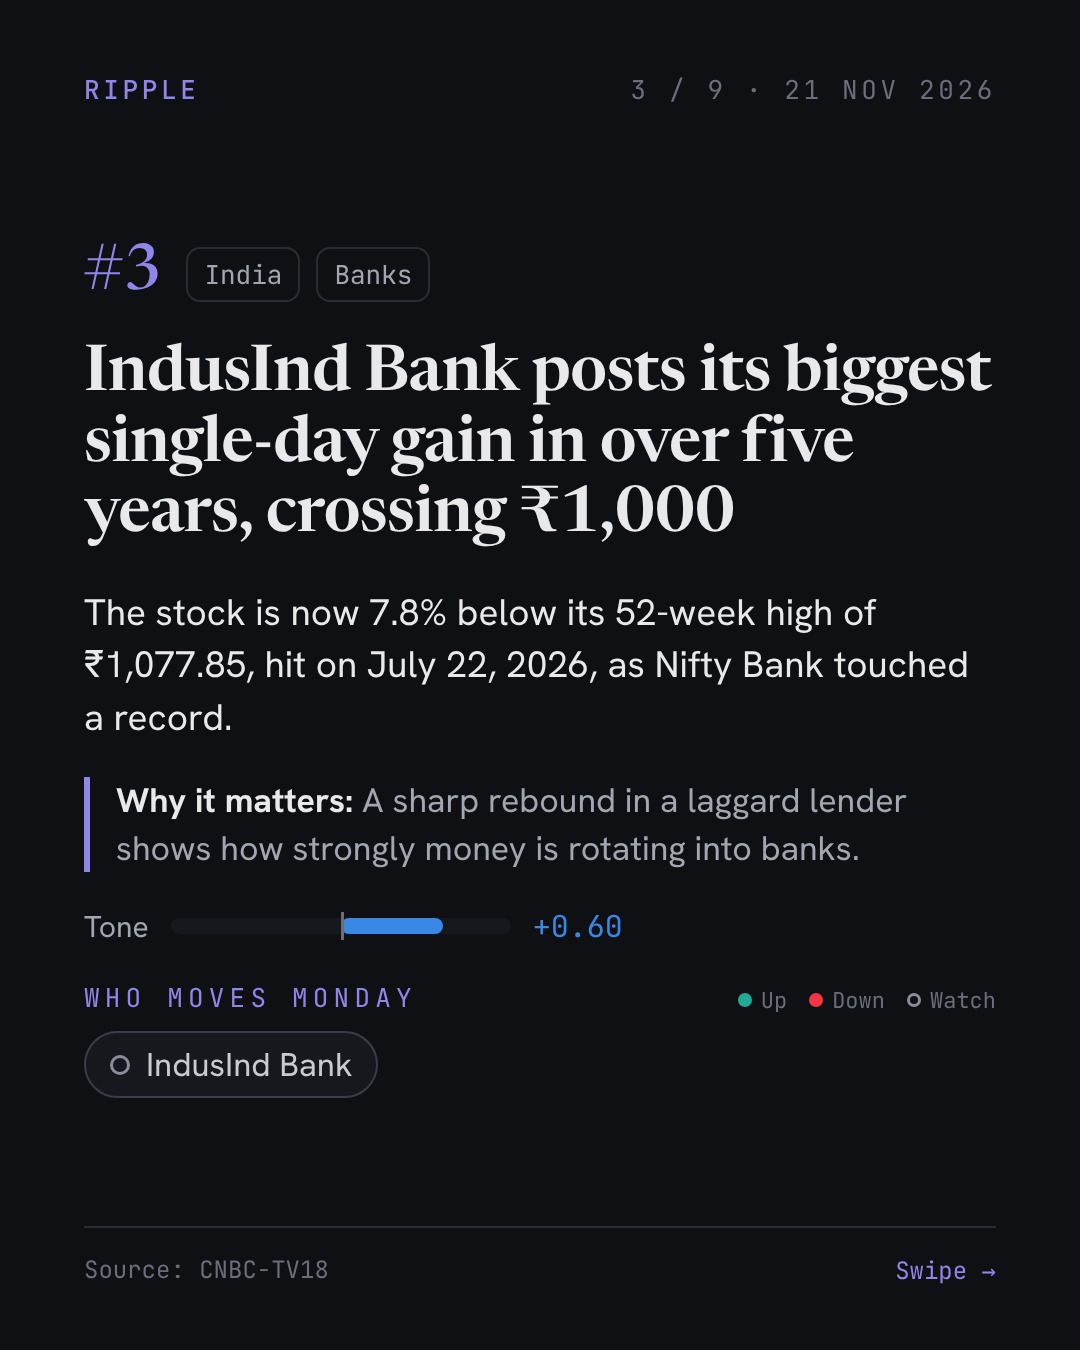 RIPPLE
3 / 9 · 21 NOV 2026
#3 India Banks
IndusInd Bank posts its biggest
single-day gain in over five
years, crossing ₹1,000
The stock is now 7.8% below its 52-week high of
₹1,077.85, hit on July 22, 2026, as Nifty Bank touched
a record.
Why it matters: A sharp rebound in a laggard lender
shows how strongly money is rotating into banks.
Tone +0.60
WHO MOVES MONDAY
Up Down Watch
IndusInd Bank
Source: CNBC-TV18
Swipe →